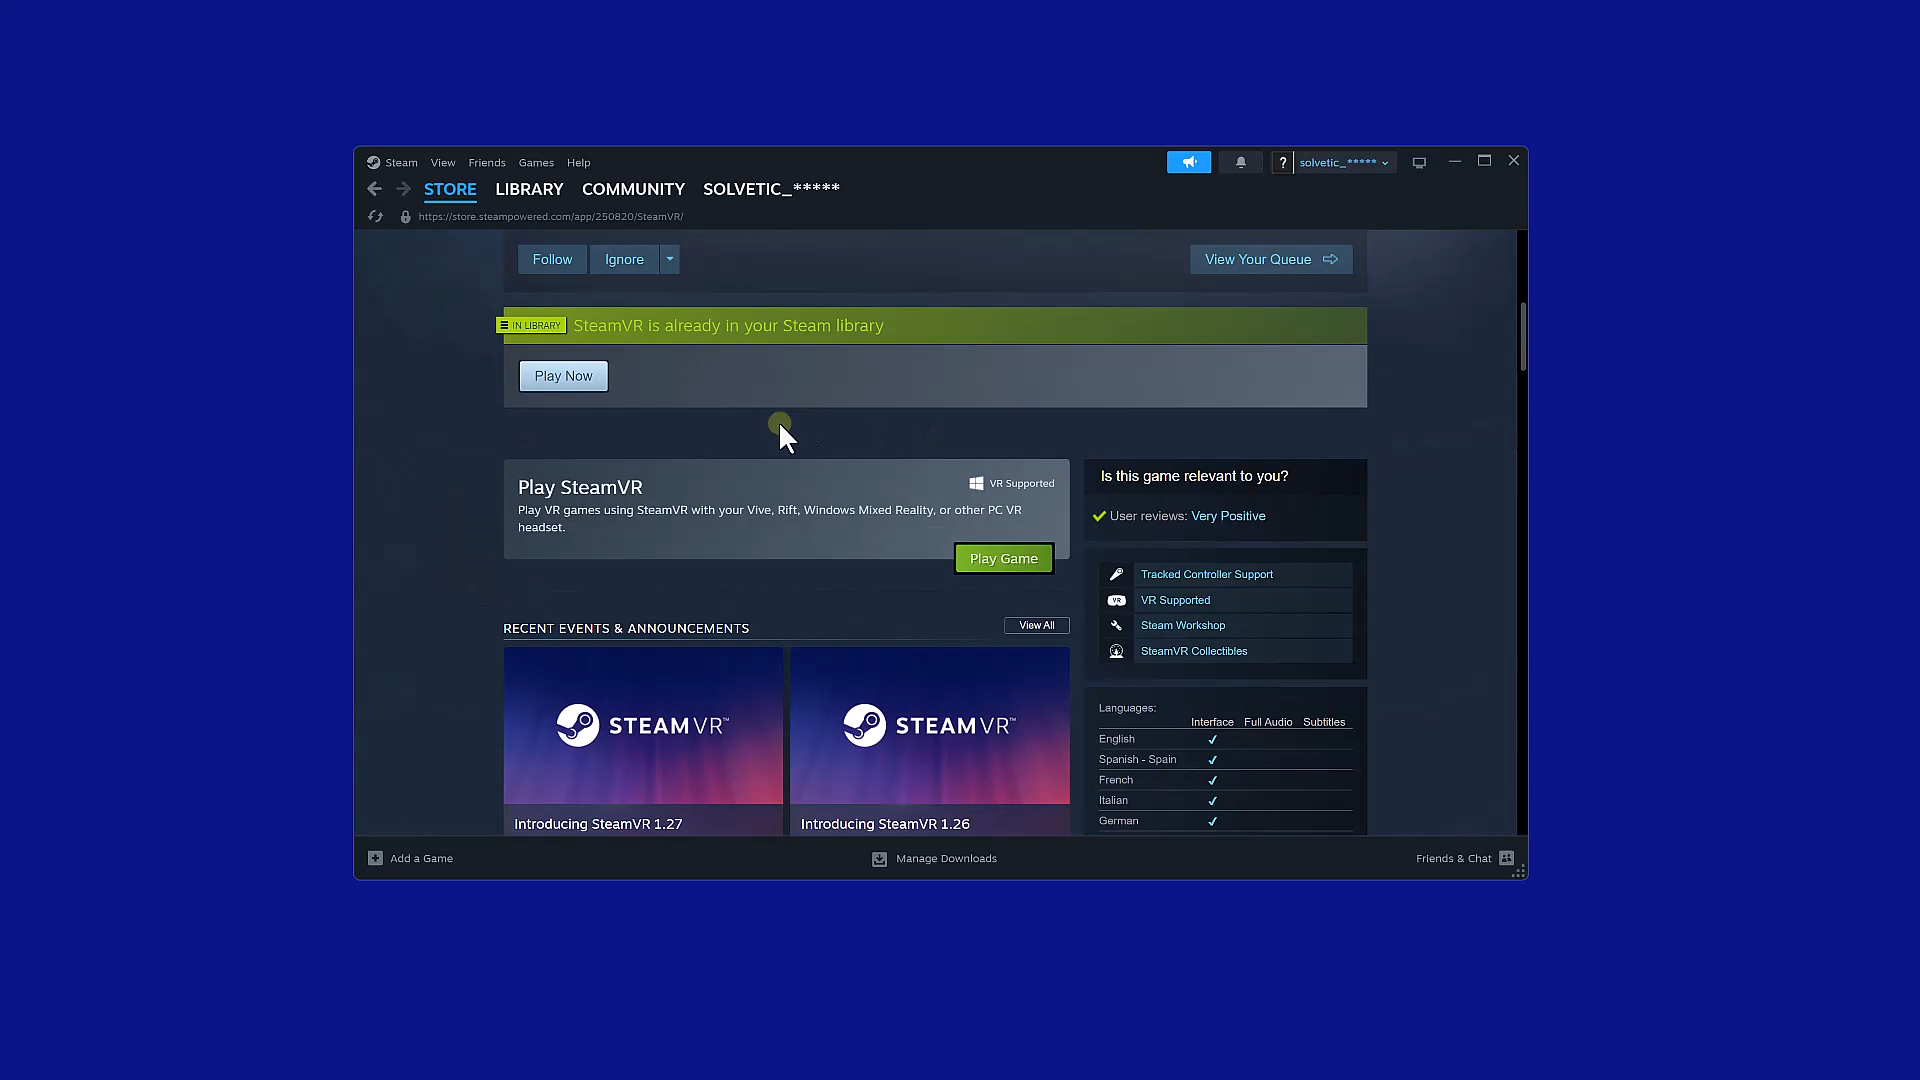 Steam View Friends Games Help
? solvetic_*****
STORE LIBRARY COMMUNITY SOLVETIC_*****
https://store.steampowered.com/app/250820/SteamVR/
Follow Ignore View Your Queue
IN LIBRARY SteamVR is already in your Steam library
Play Now
Play SteamVR
VR Supported
Play VR games using SteamVR with your Vive, Rift, Windows Mixed Reality, or other PC VR
headset.
Play Game
Is this game relevant to you?
User reviews: Very Positive
Tracked Controller Support
VR VR Supported
Steam Workshop
SteamVR Collectibles
RECENT EVENTS & ANNOUNCEMENTS View All
STEAMVR™
STEAMVR™
Introducing SteamVR 1.27
Introducing SteamVR 1.26
Languages:
Interface Full Audio Subtitles
English ✓
Spanish - Spain ✓
French ✓
Italian ✓
German ✓
Add a Game
Manage Downloads
Friends & Chat